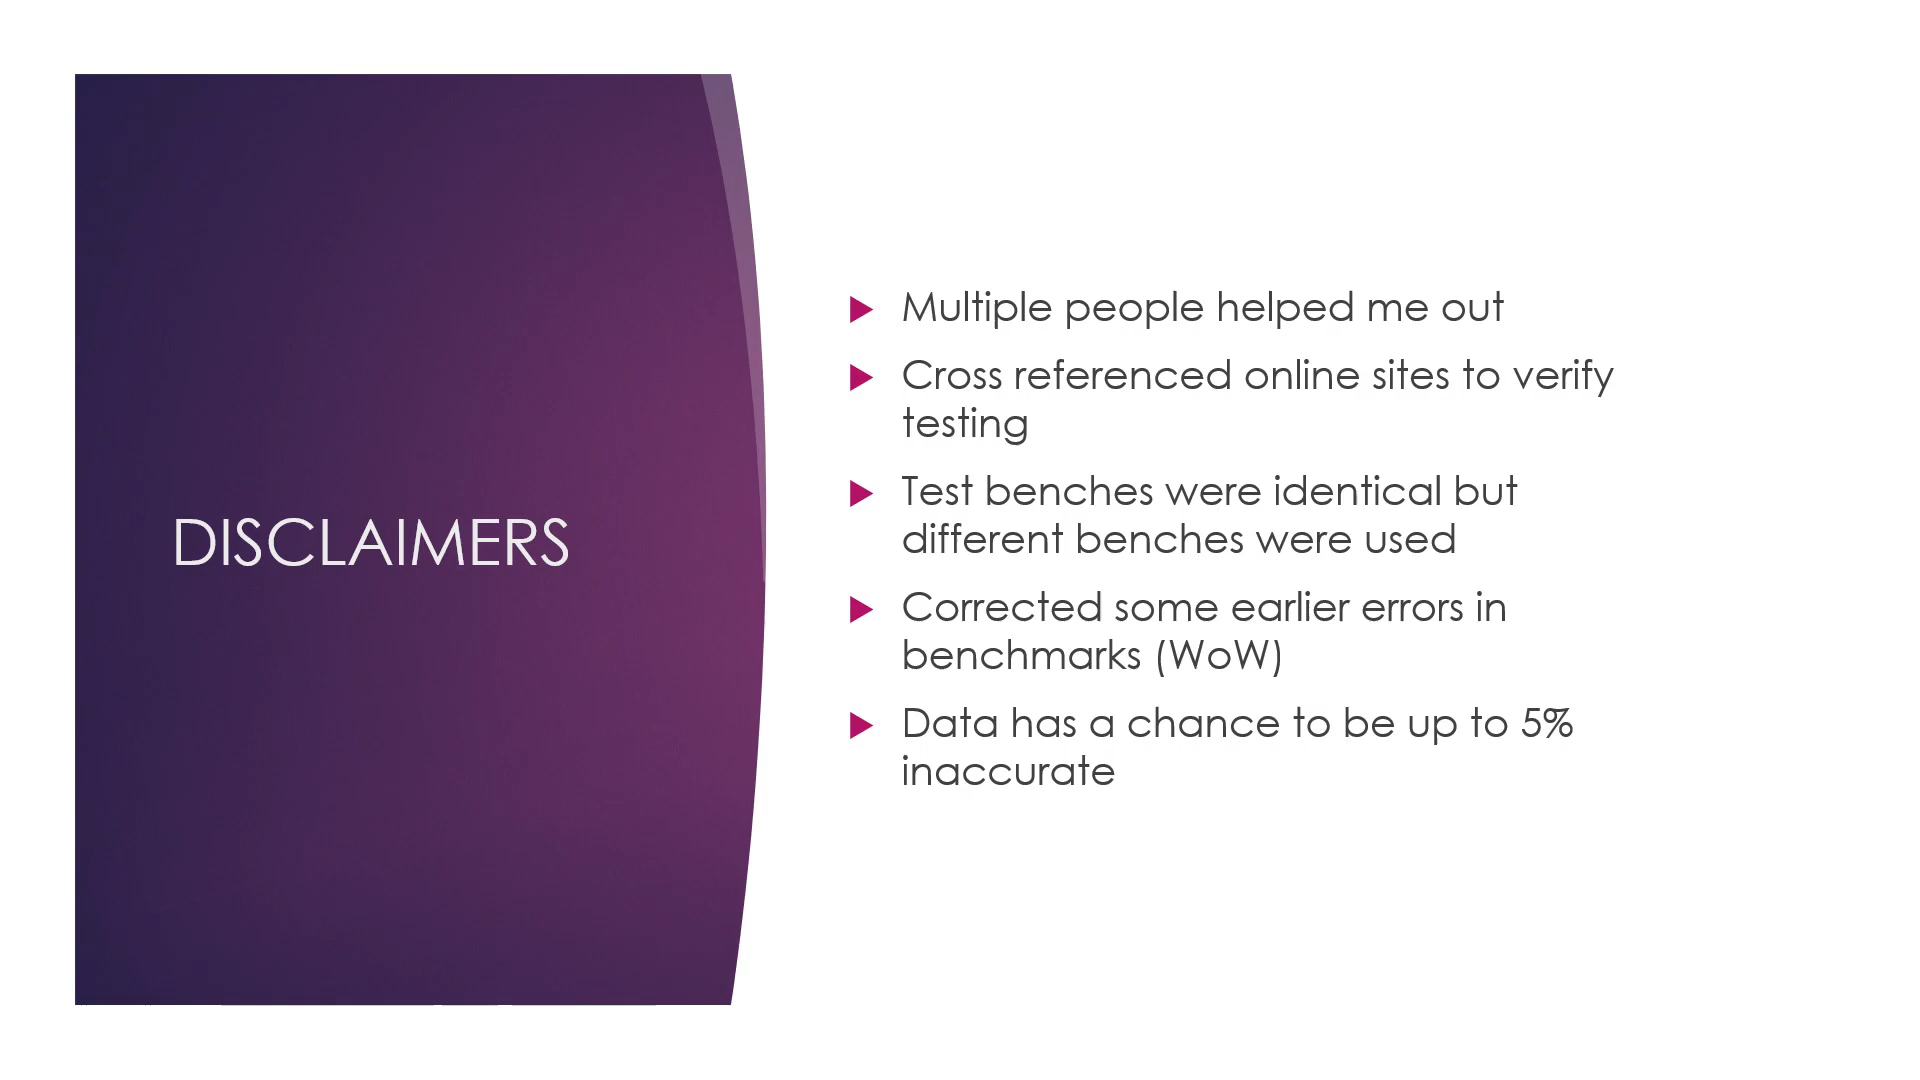 DISCLAIMERS
Multiple people helped me out
Cross referenced online sites to verify
testing
Test benches were identical but
different benches were used
Corrected some earlier errors in
benchmarks (WoW)
Data has a chance to be up to 5%
inaccurate